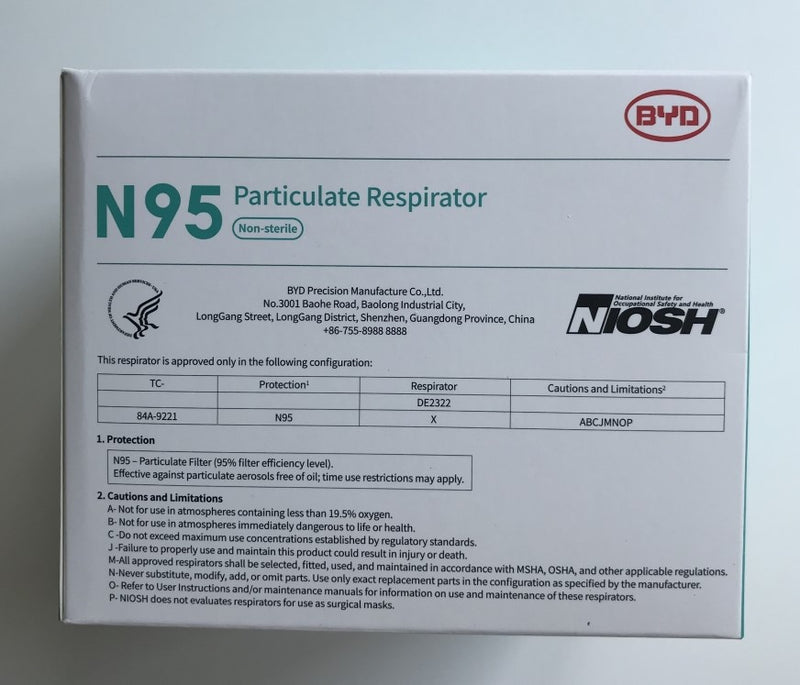 BYD
N95 Particulate Respirator
Non-sterile
BYD Precision Manufacture Co.,Ltd.
No.3001 Baohe Road, Baolong Industrial City,
LongGang Street, LongGang District, Shenzhen, Guangdong Province, China
+86-755-8988 8888
DEPARTMENT OF HEALTH AND HUMAN SERVICES · USA
National Institute for
Occupational Safety and Health
NIOSH®
This respirator is approved only in the following configuration:
TC- Protection¹ Respirator Cautions and Limitations²
DE2322
84A-9221 N95 X ABCJMNOP
1. Protection
N95 – Particulate Filter (95% filter efficiency level).
Effective against particulate aerosols free of oil; time use restrictions may apply.
2. Cautions and Limitations
A- Not for use in atmospheres containing less than 19.5% oxygen.
B- Not for use in atmospheres immediately dangerous to life or health.
C -Do not exceed maximum use concentrations established by regulatory standards.
J -Failure to properly use and maintain this product could result in injury or death.
M-All approved respirators shall be selected, fitted, used, and maintained in accordance with MSHA, OSHA, and other applicable regulations.
N-Never substitute, modify, add, or omit parts. Use only exact replacement parts in the configuration as specified by the manufacturer.
O- Refer to User Instructions and/or maintenance manuals for information on use and maintenance of these respirators.
P- NIOSH does not evaluates respirators for use as surgical masks.